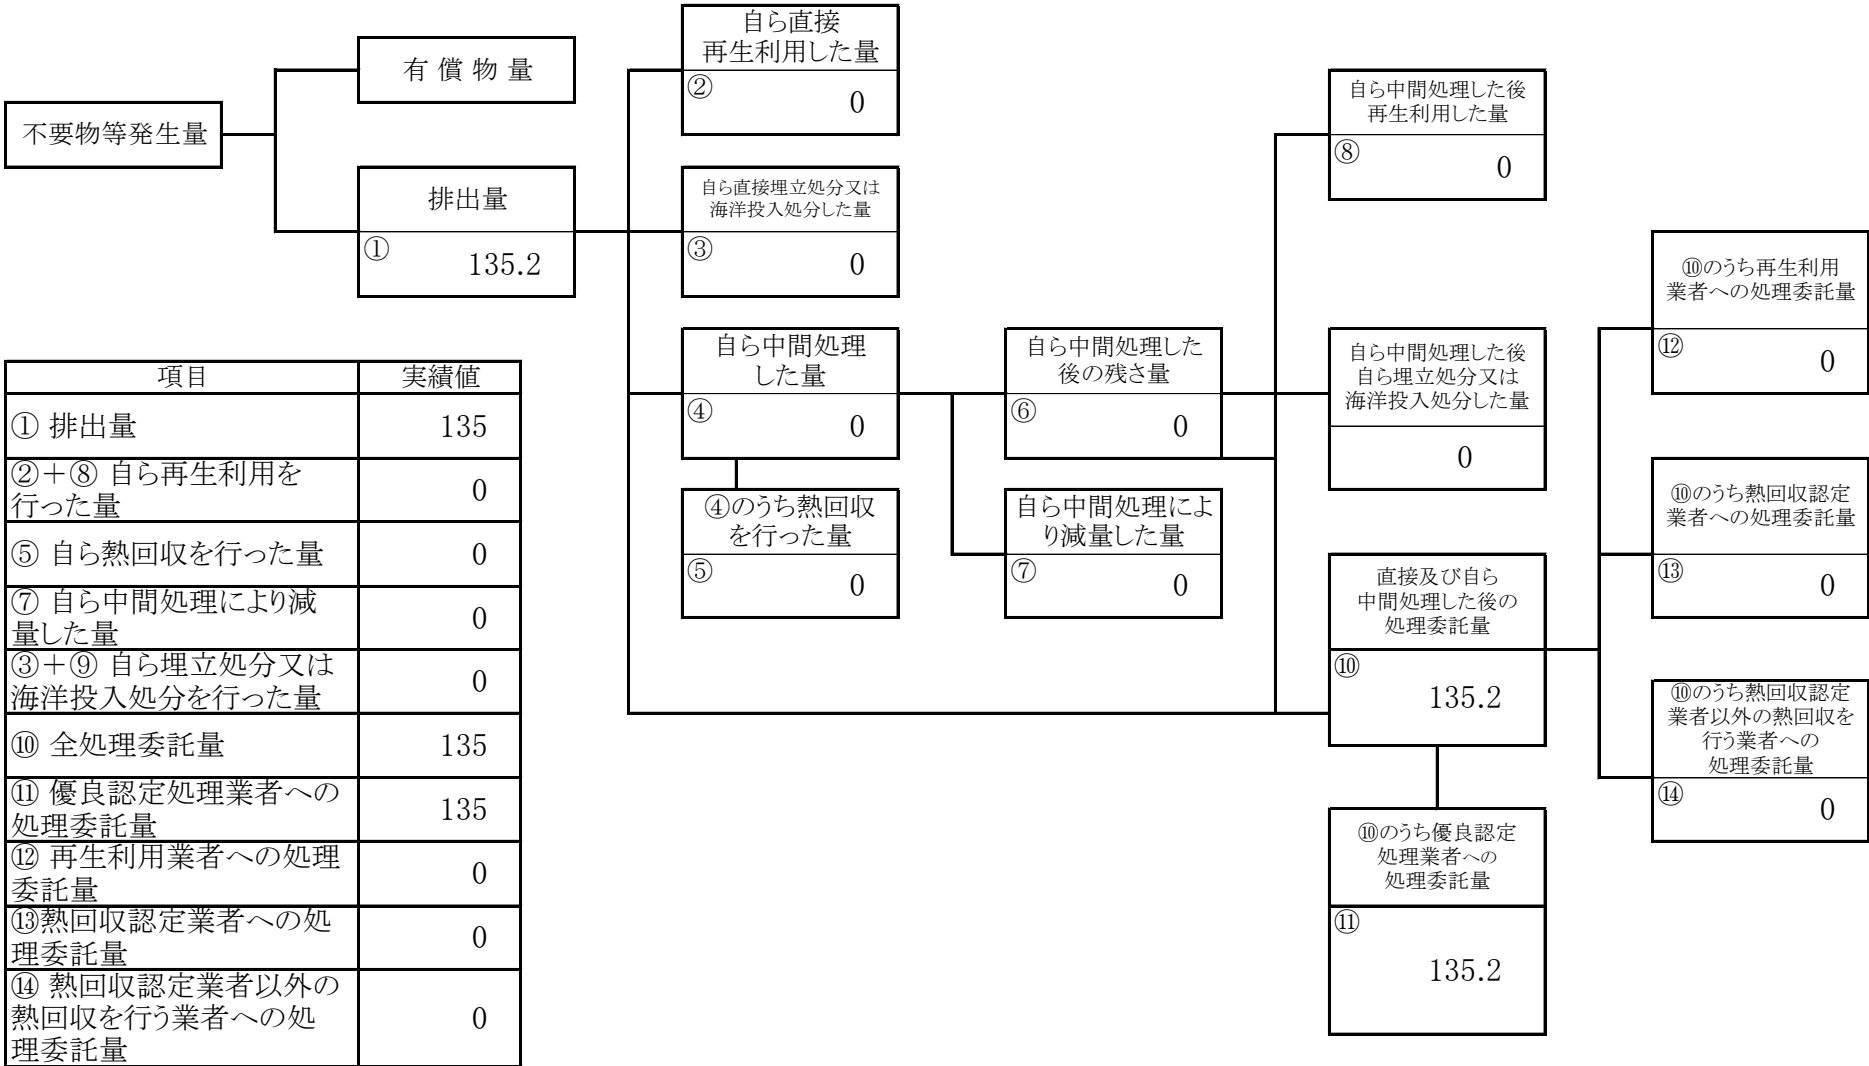 不要物等発生量
有 償 物 量
排出量
①
135.2
自ら直接
再生利用した量
②
0
自ら直接埋立処分又は
海洋投入処分した量
③
0
自ら中間処理
した量
④
0
④のうち熱回収
を行った量
⑤
0
自ら中間処理した
後の残さ量
⑥
0
自ら中間処理によ
り減量した量
⑦
0
自ら中間処理した後
再生利用した量
⑧
0
自ら中間処理した後
自ら埋立処分又は
海洋投入処分した量
0
直接及び自ら
中間処理した後の
処理委託量
⑩
135.2
⑩のうち優良認定
処理業者への
処理委託量
⑪
135.2
⑩のうち再生利用
業者への処理委託量
⑫
0
⑩のうち熱回収認定
業者への処理委託量
⑬
0
⑩のうち熱回収認定
業者以外の熱回収を
行う業者への
処理委託量
⑭
0
項目 実績値
① 排出量 135
②＋⑧ 自ら再生利用を
行った量 0
⑤ 自ら熱回収を行った量 0
⑦ 自ら中間処理により減
量した量 0
③＋⑨ 自ら埋立処分又は
海洋投入処分を行った量 0
⑩ 全処理委託量 135
⑪ 優良認定処理業者への
処理委託量 135
⑫ 再生利用業者への処理
委託量 0
⑬熱回収認定業者への処
理委託量 0
⑭ 熱回収認定業者以外の
熱回収を行う業者への処
理委託量 0